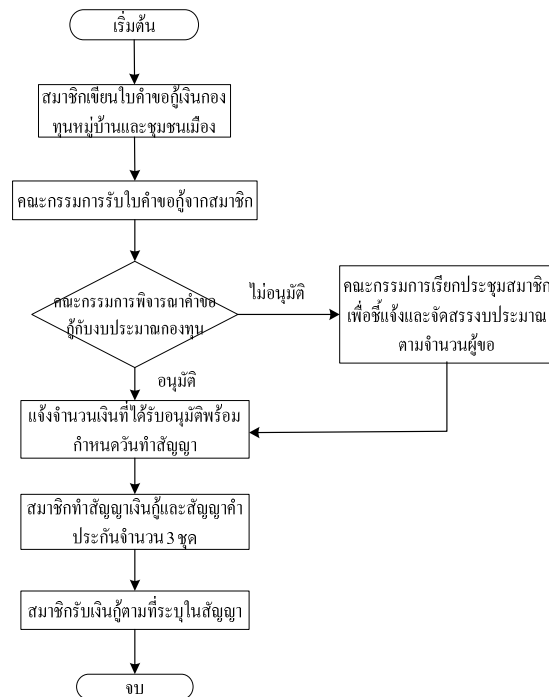 เริ่มต้น
สมาชิกเขียนใบคำขอกู้เงินกอง
ทุนหมู่บ้านและชุมชนเมือง
คณะกรรมการรับใบคำขอกู้จากสมาชิก
คณะกรรมการพิจารณาคำขอ
กู้กับงบประมาณกองทุน
ไม่อนุมัติ
คณะกรรมการเรียกประชุมสมาชิก
เพื่อชี้แจ้งและจัดสรรงบประมาณ
ตามจำนวนผู้ขอ
อนุมัติ
แจ้งจำนวนเงินที่ได้รับอนุมัติพร้อม
กำหนดวันทำสัญญา
สมาชิกทำสัญญาเงินกู้และสัญญาคำ
ประกันจำนวน 3 ชุด
สมาชิกรับเงินกู้ตามที่ระบุในสัญญา
จบ